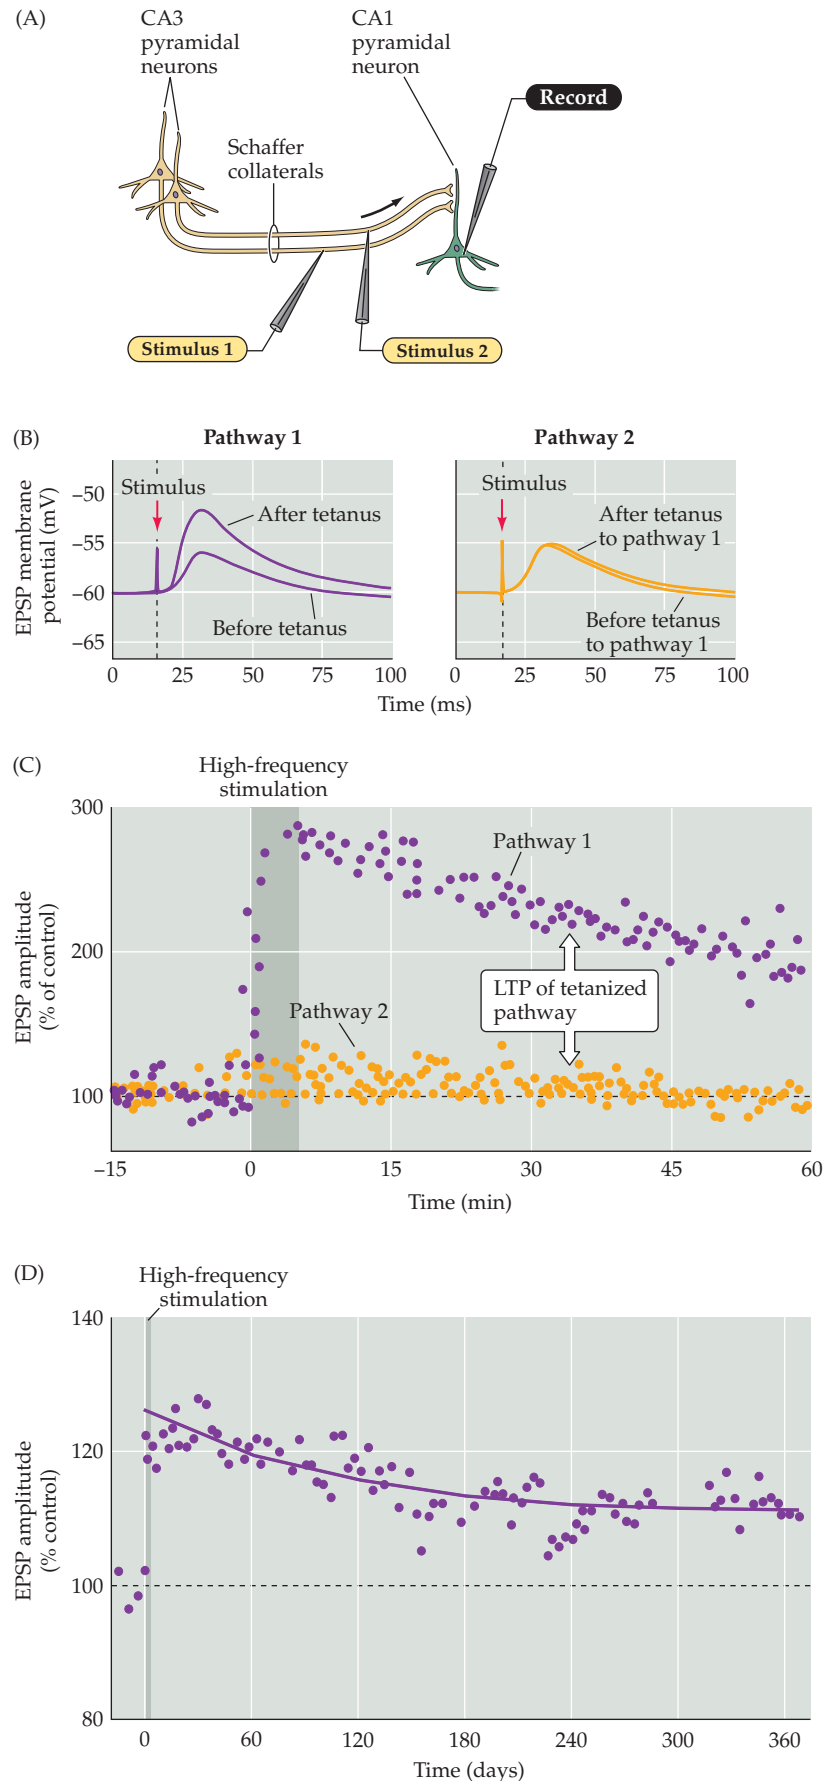 (A)
CA3
pyramidal
neurons
CA1
pyramidal
neuron
Record
Schaffer
collaterals
Stimulus 1
Stimulus 2
(B)
Pathway 1
Pathway 2
EPSP membrane
potential (mV)
–50
–55
–60
–65
Stimulus
After tetanus
Before tetanus
0
25
50
75
100
Stimulus
After tetanus
to pathway 1
Before tetanus
to pathway 1
0
25
50
75
100
Time (ms)
(C)
High-frequency
stimulation
EPSP amplitude
(% of control)
300
200
100
Pathway 1
LTP of tetanized
pathway
Pathway 2
–15
0
15
30
45
60
Time (min)
(D)
High-frequency
stimulation
EPSP amplitutde
(% control)
140
120
100
80
0
60
120
180
240
300
360
Time (days)